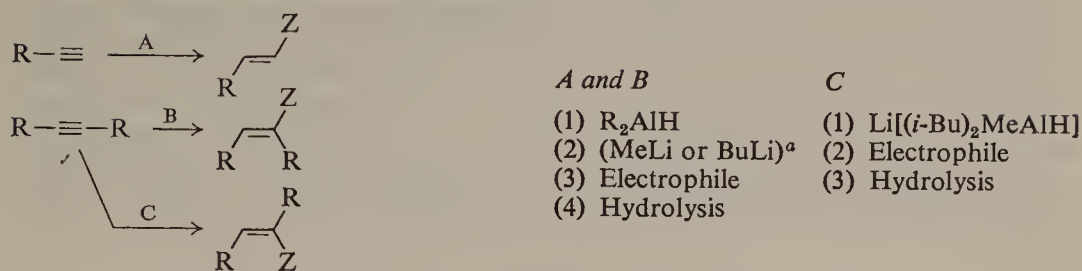 R—≡ A Z
R
A and B C
R—≡—R B Z
R R
(1) R₂AlH (1) Li[(i-Bu)₂MeAlH]
(2) (MeLi or BuLi)ᵃ (2) Electrophile
(3) Electrophile (3) Hydrolysis
(4) Hydrolysis
C R
R Z